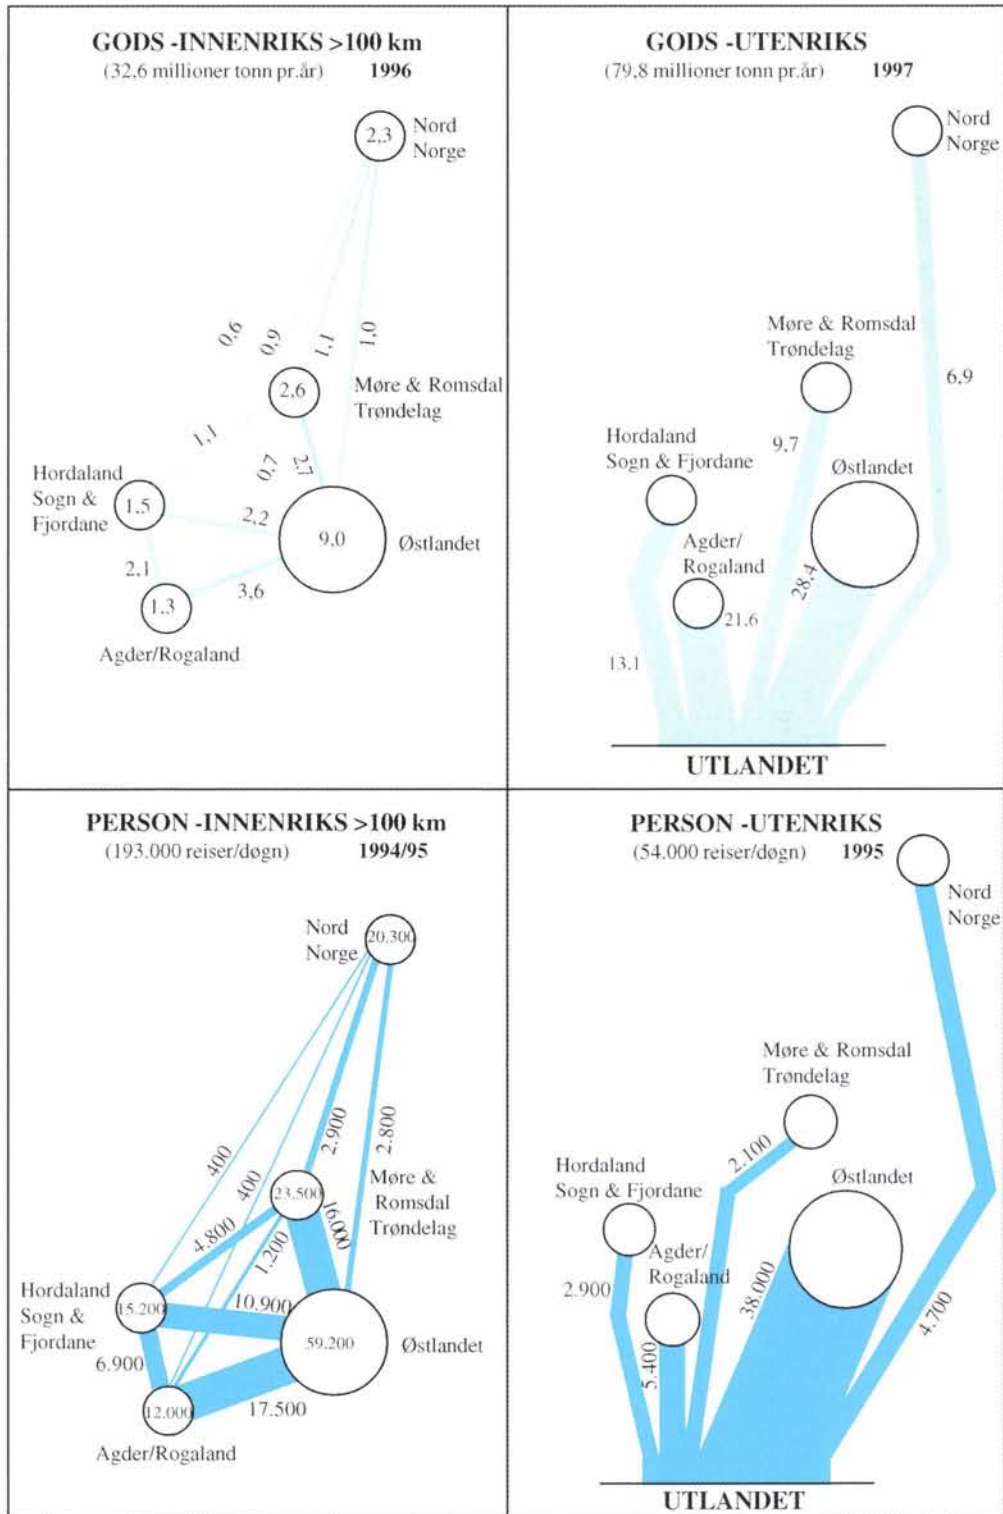 GODS -INNENRIKS >100 km
(32.6 millioner tonn pr.år) 1996
2,3
Nord
Norge
0,6
0,9
1,1
1,0
2,6
Møre & Romsdal
Trøndelag
1,1
0,7
2,7
Hordaland
Sogn &
Fjordane
1.5
2,2
9,0
Østlandet
2,1
3,6
1,3
Agder/Rogaland
GODS -UTENRIKS
(79,8 millioner tonn pr.år) 1997
Nord
Norge
Møre & Romsdal
Trøndelag
6,9
9,7
Hordaland
Sogn & Fjordane
Østlandet
Agder/
Rogaland
28,4
21,6
13.1
UTLANDET
PERSON -INNENRIKS >100 km
(193.000 reiser/døgn) 1994/95
Nord
Norge
20.300
2.900
2.800
400
400
23.500
16.000
Møre &
Romsdal
Trøndelag
4.800
1.200
Hordaland
Sogn &
Fjordane
15.200
10.900
59.200
Østlandet
6.900
12.000
17.500
Agder/Rogaland
PERSON -UTENRIKS
(54.000 reiser/døgn) 1995
Nord
Norge
Møre & Romsdal
Trøndelag
2.100
Hordaland
Sogn & Fjordane
Østlandet
Agder/
Rogaland
2.900
38.000
4.700
5.400
UTLANDET